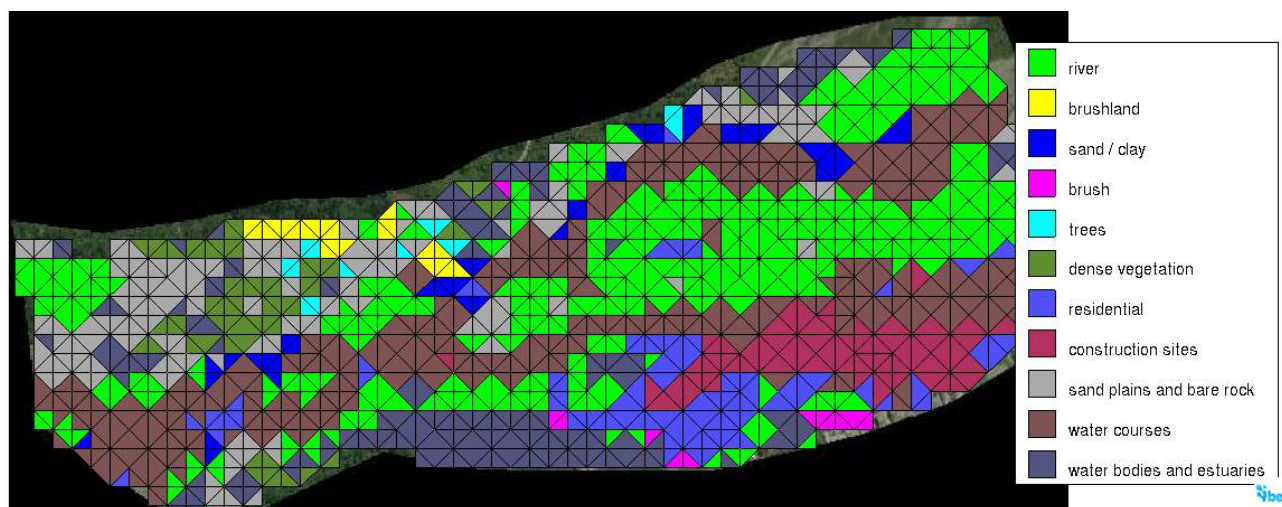 river
brushland
sand / clay
brush
trees
dense vegetation
residential
construction sites
sand plains and bare rock
water courses
water bodies and estuaries